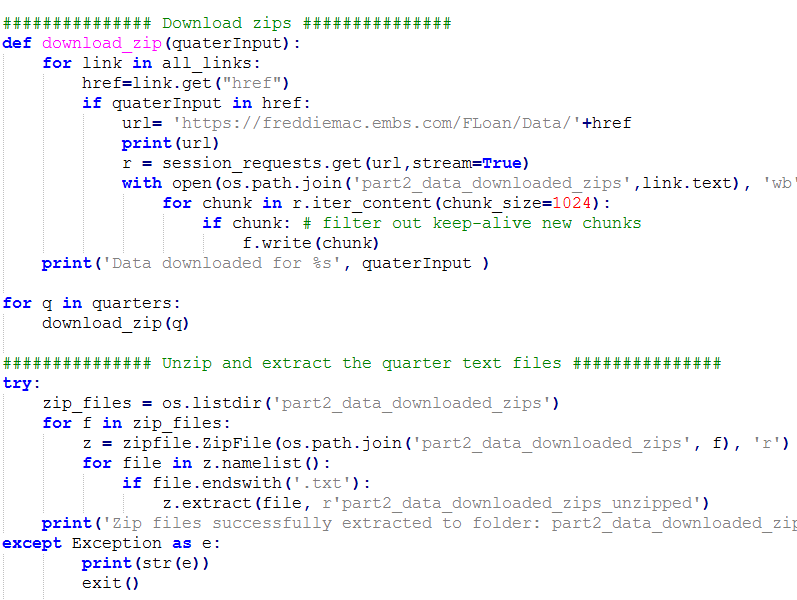 ############### Download zips ###############
def download_zip(quaterInput):
    for link in all_links:
        href=link.get("href")
        if quaterInput in href:
            url= 'https://freddiemac.embs.com/FLoan/Data/'+href
            print(url)
            r = session_requests.get(url,stream=True)
            with open(os.path.join('part2_data_downloaded_zips',link.text), 'wb'
                for chunk in r.iter_content(chunk_size=1024):
                    if chunk: # filter out keep-alive new chunks
                        f.write(chunk)
    print('Data downloaded for %s', quaterInput )

for q in quarters:
    download_zip(q)

############### Unzip and extract the quarter text files ###############
try:
    zip_files = os.listdir('part2_data_downloaded_zips')
    for f in zip_files:
        z = zipfile.ZipFile(os.path.join('part2_data_downloaded_zips', f), 'r')
        for file in z.namelist():
            if file.endswith('.txt'):
                z.extract(file, r'part2_data_downloaded_zips_unzipped')
    print('Zip files successfully extracted to folder: part2_data_downloaded_zip
except Exception as e:
        print(str(e))
        exit()